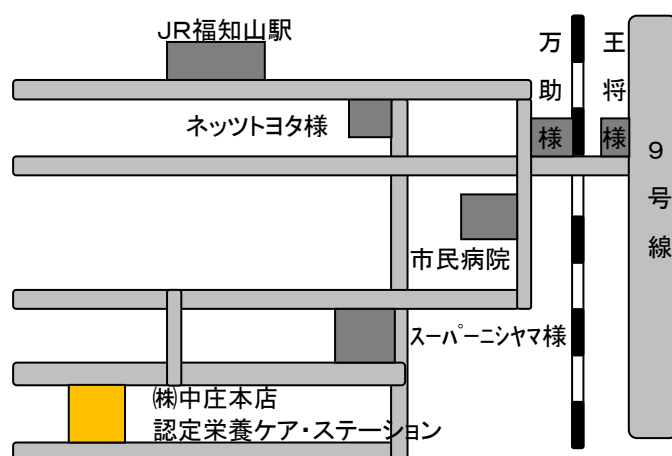 JR福知山駅
万助様
王将様
ネッツトヨタ様
9号線
市民病院
スーパーニシヤマ様
㈱中庄本店
認定栄養ケア・ステーション